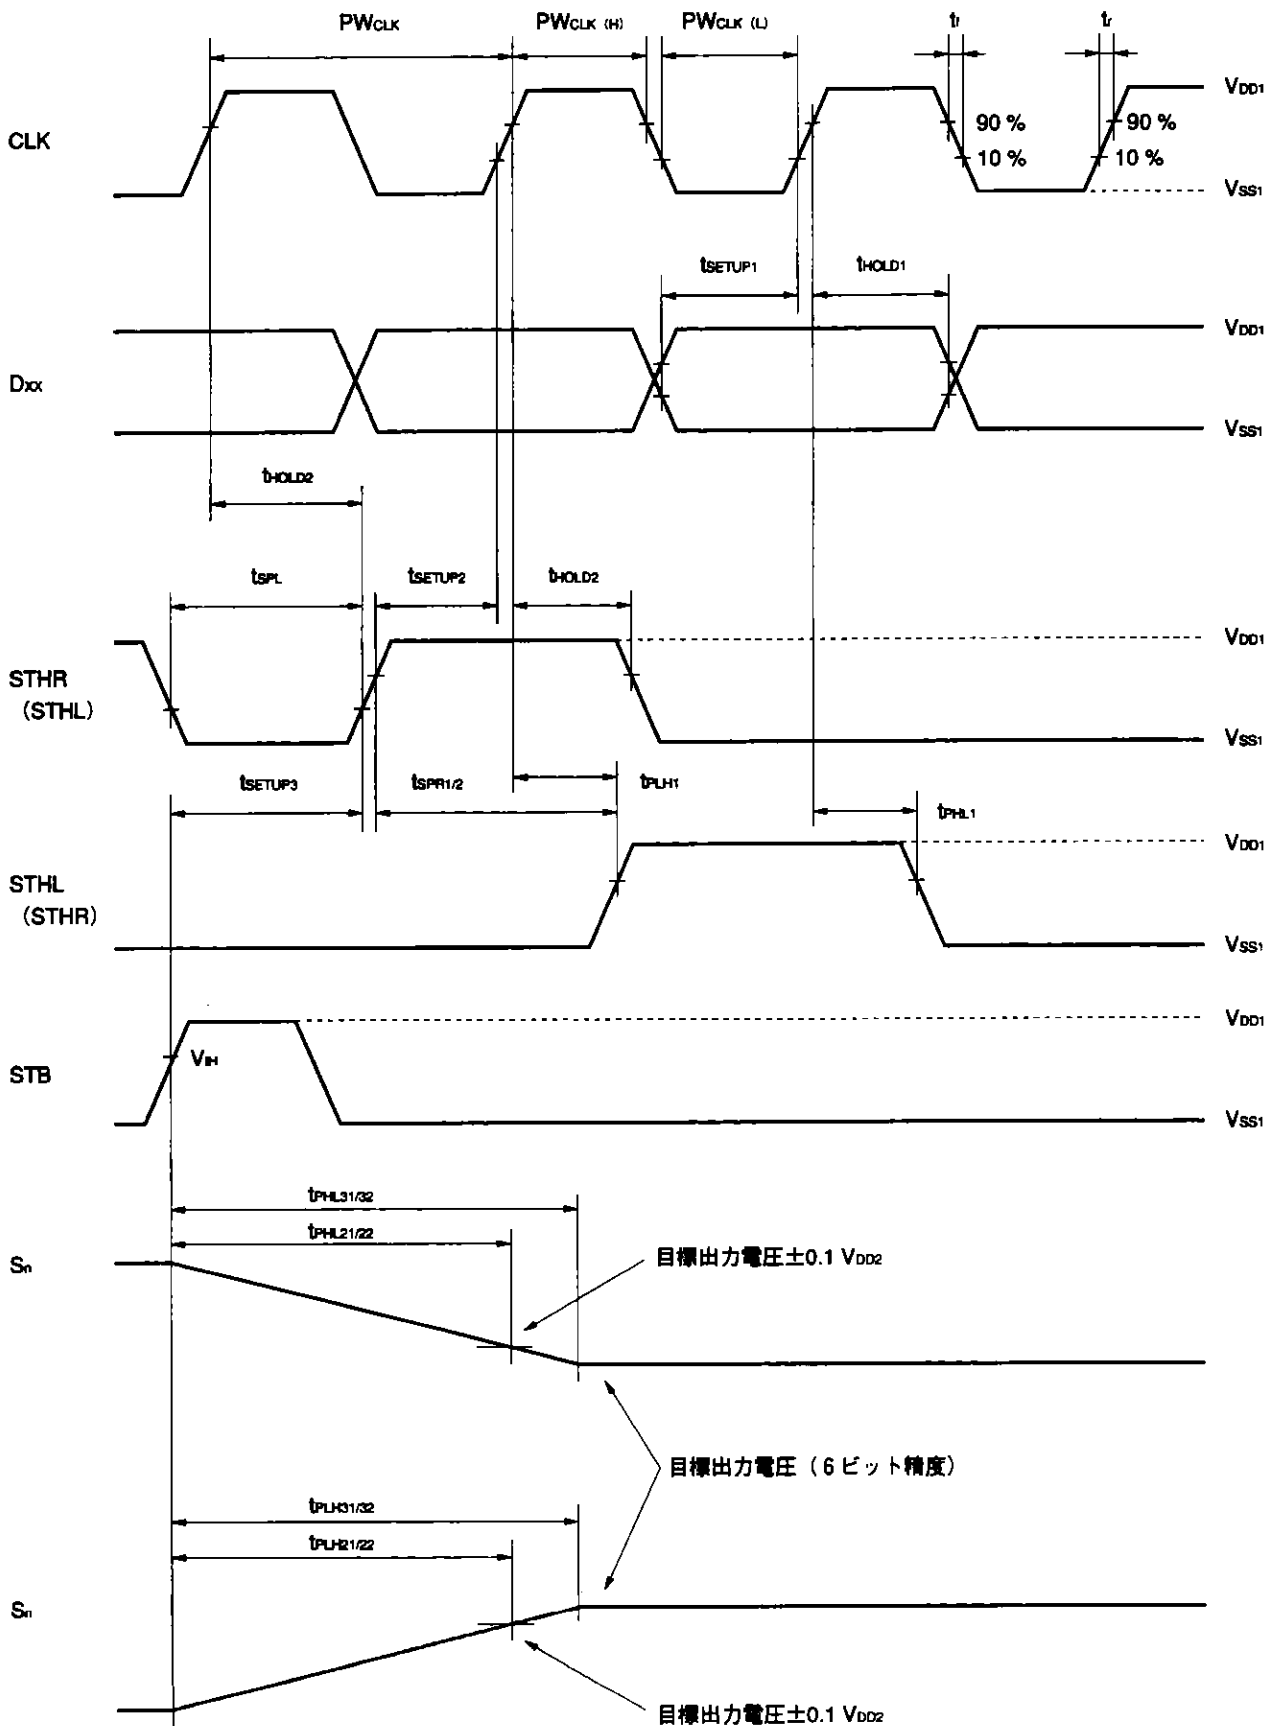 PWCLK PWCLK (H) PWCLK (L) tf tr
VDD1
CLK
90 % 90 %
10 % 10 %
VSS1
tSETUP1 tHOLD1
VDD1
Dxx
VSS1
tHOLD2
tSPL tSETUP2 tHOLD2
VDD1
STHR
(STHL)
VSS1
tSETUP3 tSPR1/2 tPLH1
tPHL1
VDD1
STHL
(STHR)
VSS1
VDD1
VIH
STB
VSS1
tPHL31/32
tPHL21/22
Sn
目標出力電圧±0.1 VDD2
目標出力電圧(6ビット精度)
tPLH31/32
tPLH21/22
Sn
目標出力電圧±0.1 VDD2